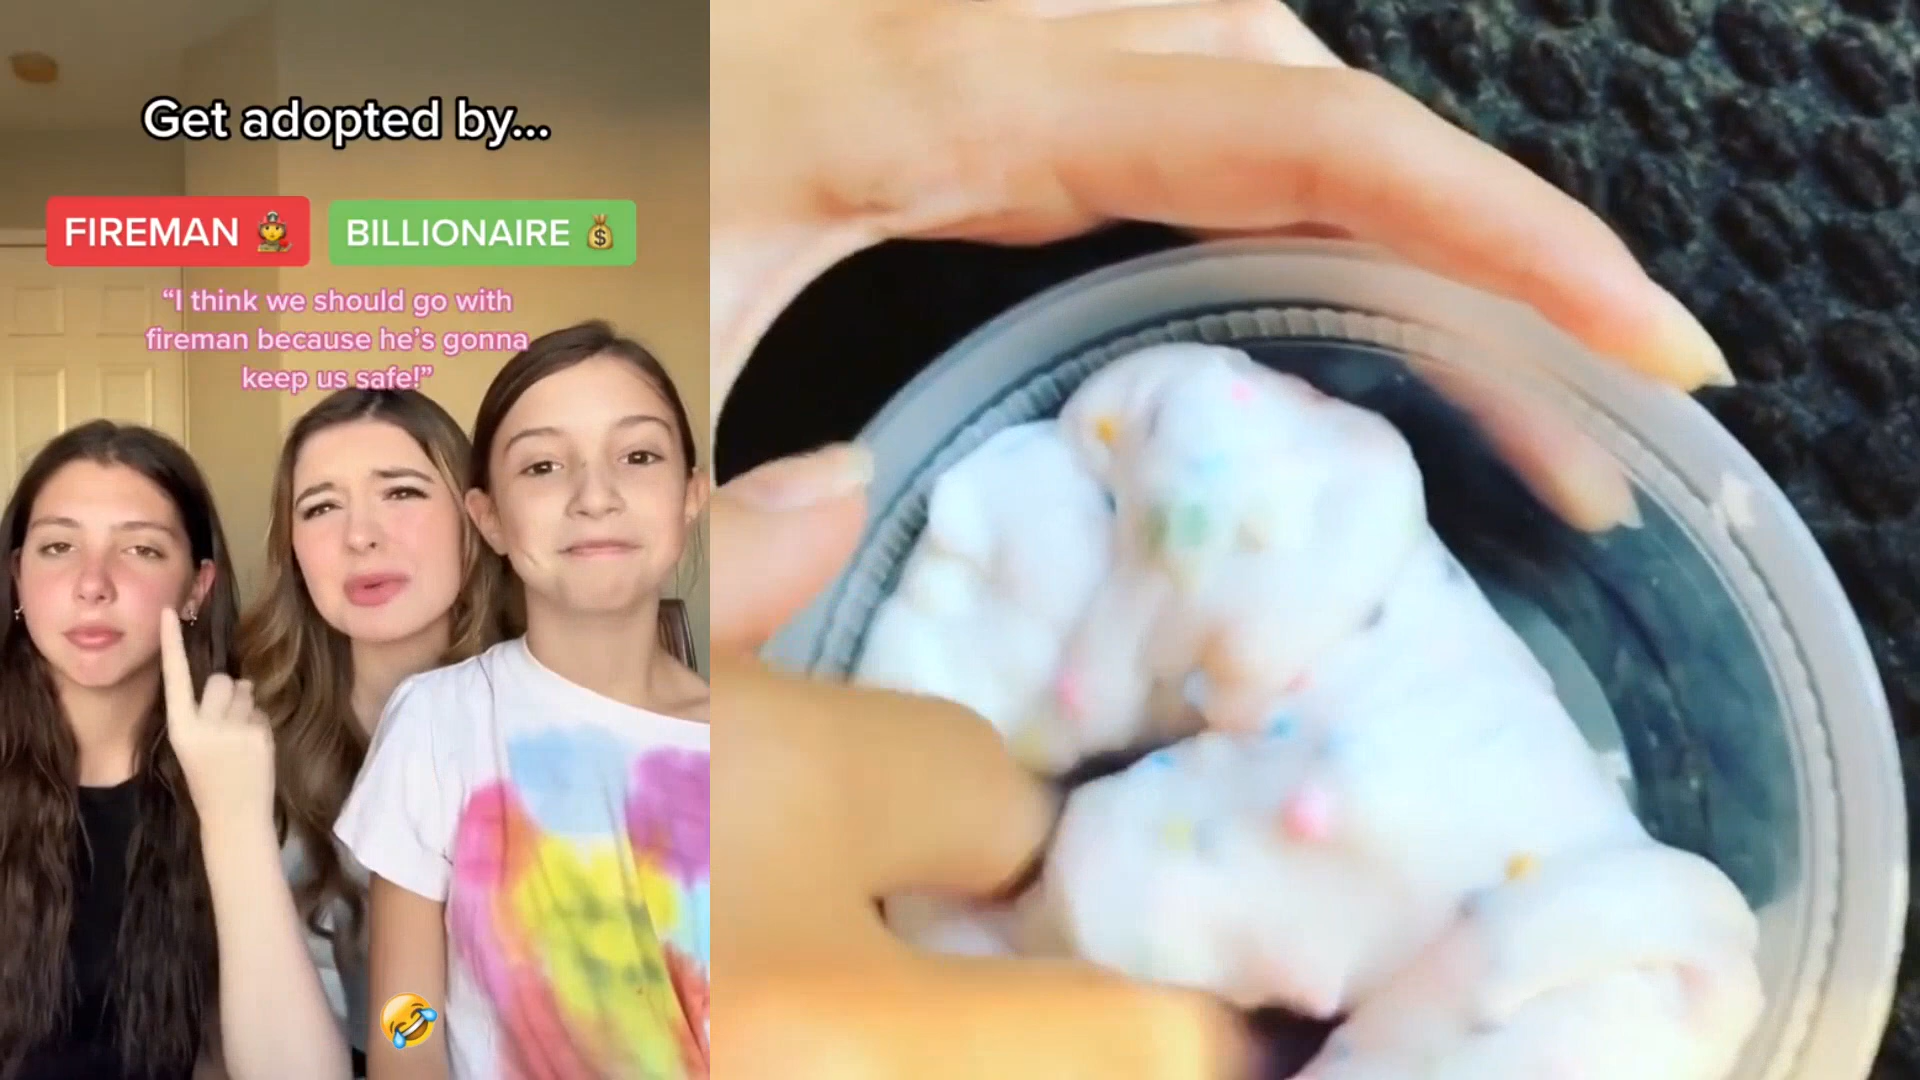 Get adopted by...
FIREMAN 🧑‍🚒 BILLIONAIRE 💰
“I think we should go with
fireman because he’s gonna
keep us safe!”